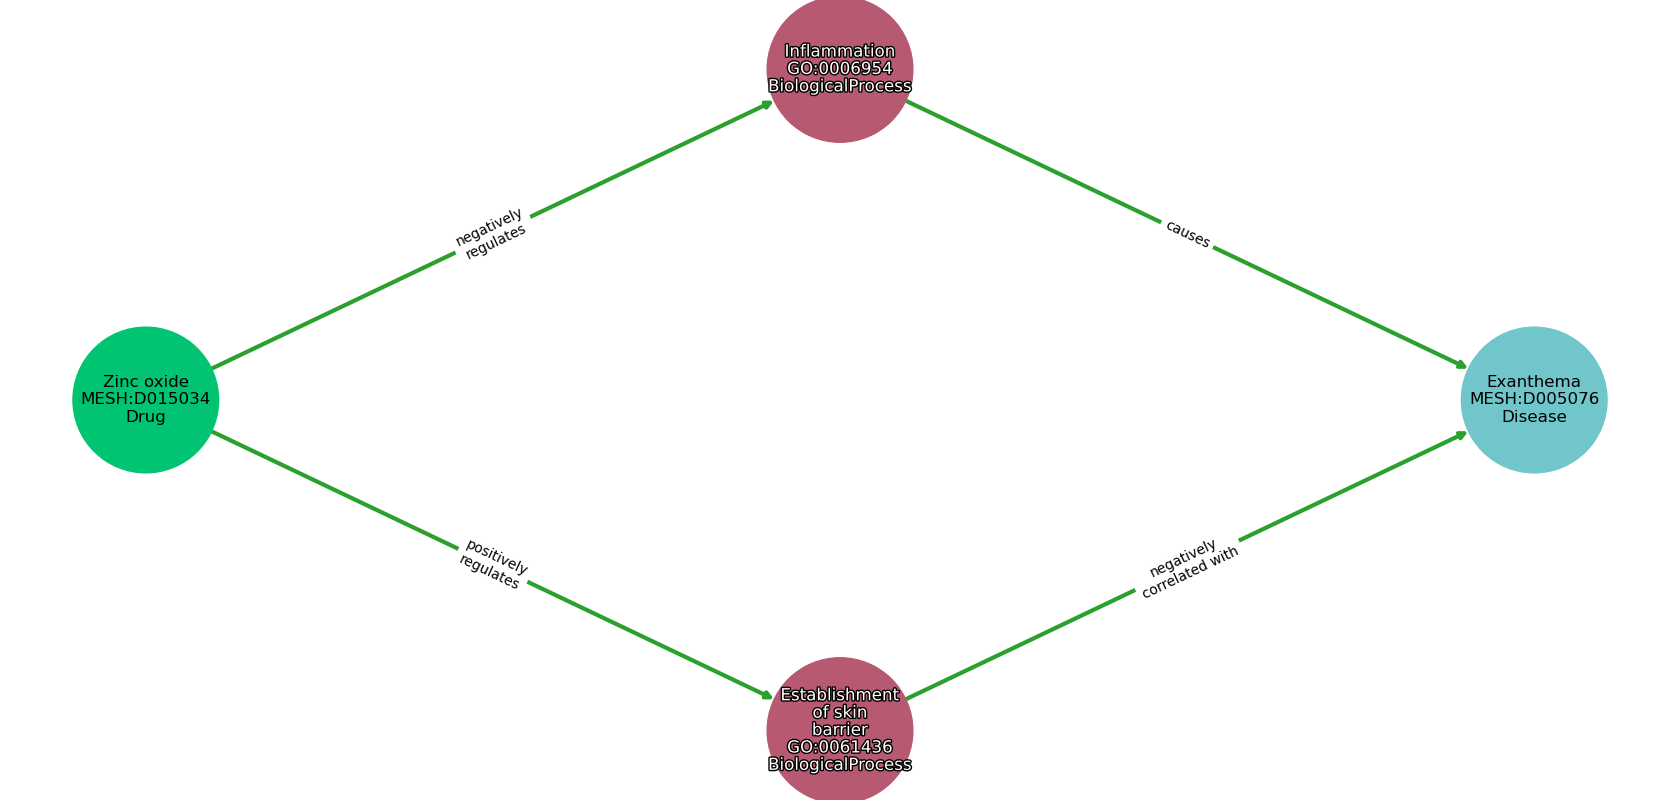 Inflammation
GO:0006954
BiologicalProcess
negatively
regulates
causes
Zinc oxide
MESH:D015034
Drug
Exanthema
MESH:D005076
Disease
positively
regulates
negatively
correlated with
Establishment
of skin
barrier
GO:0061436
BiologicalProcess